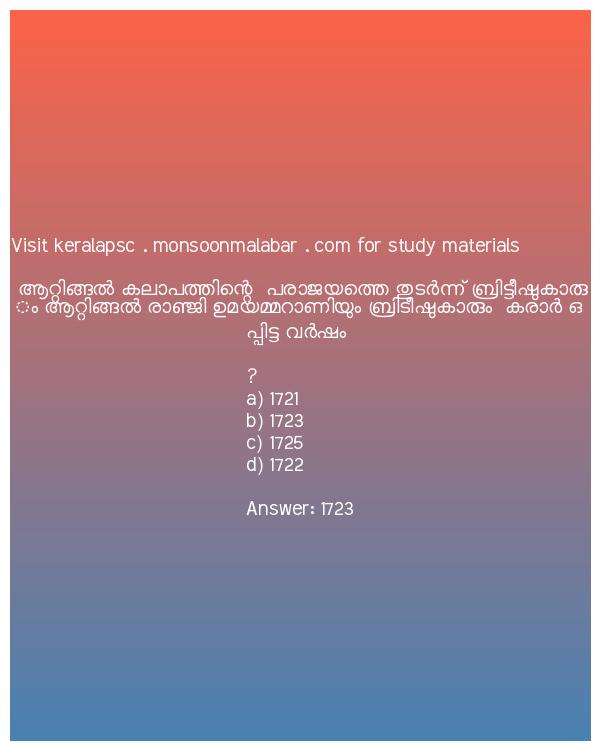 Visit keralapsc . monsoonmalabar . com for study materials
ആറ്റിങ്ങൽ കലാപത്തിന്റെ പരാജയത്തെ തുടർന്ന് ബ്രിട്ടീഷുകാരു
ം ആറ്റിങ്ങൽ രാഞ്ജി ഉമയമ്മറാണിയും ബ്രിടീഷുകാരും കരാർ ഒ
പ്പിട്ട വർഷം
?
a) 1721
b) 1723
c) 1725
d) 1722
Answer: 1723